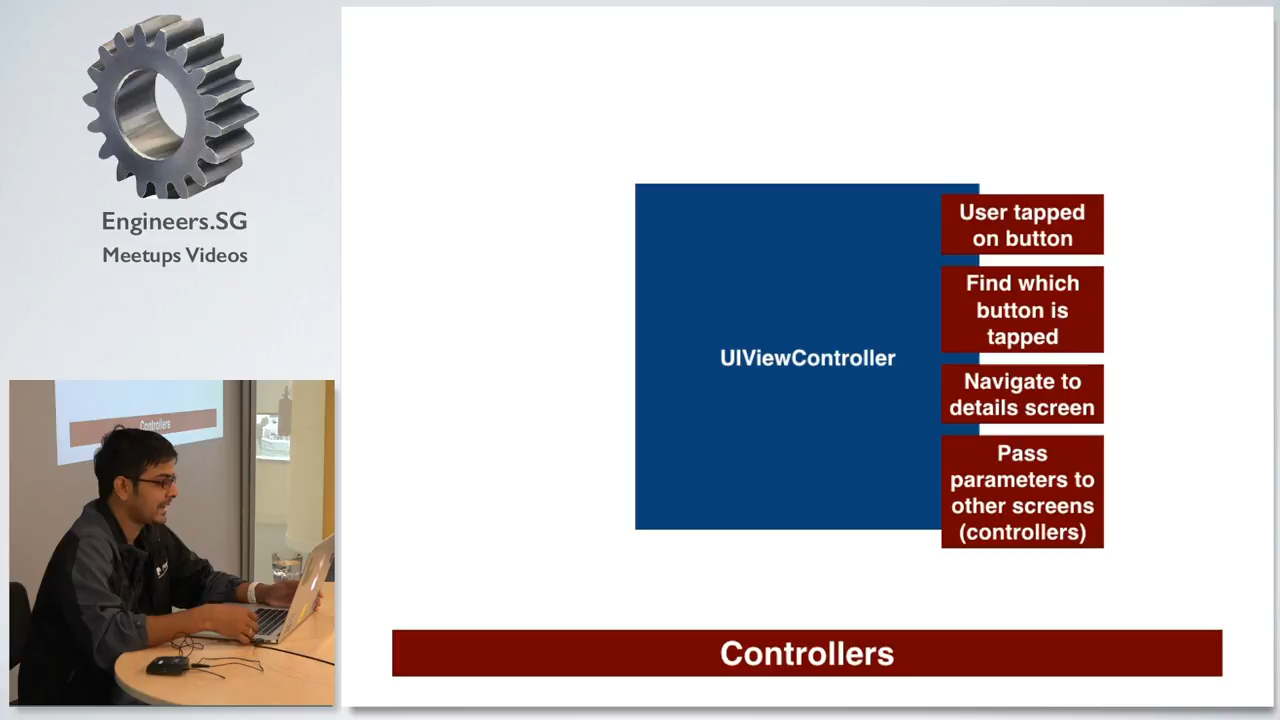 Engineers.SG
Meetups Videos
User tapped
on button
Find which
button is
tapped
UIViewController
Navigate to
details screen
Pass
parameters to
other screens
(controllers)
Controllers
Controllers